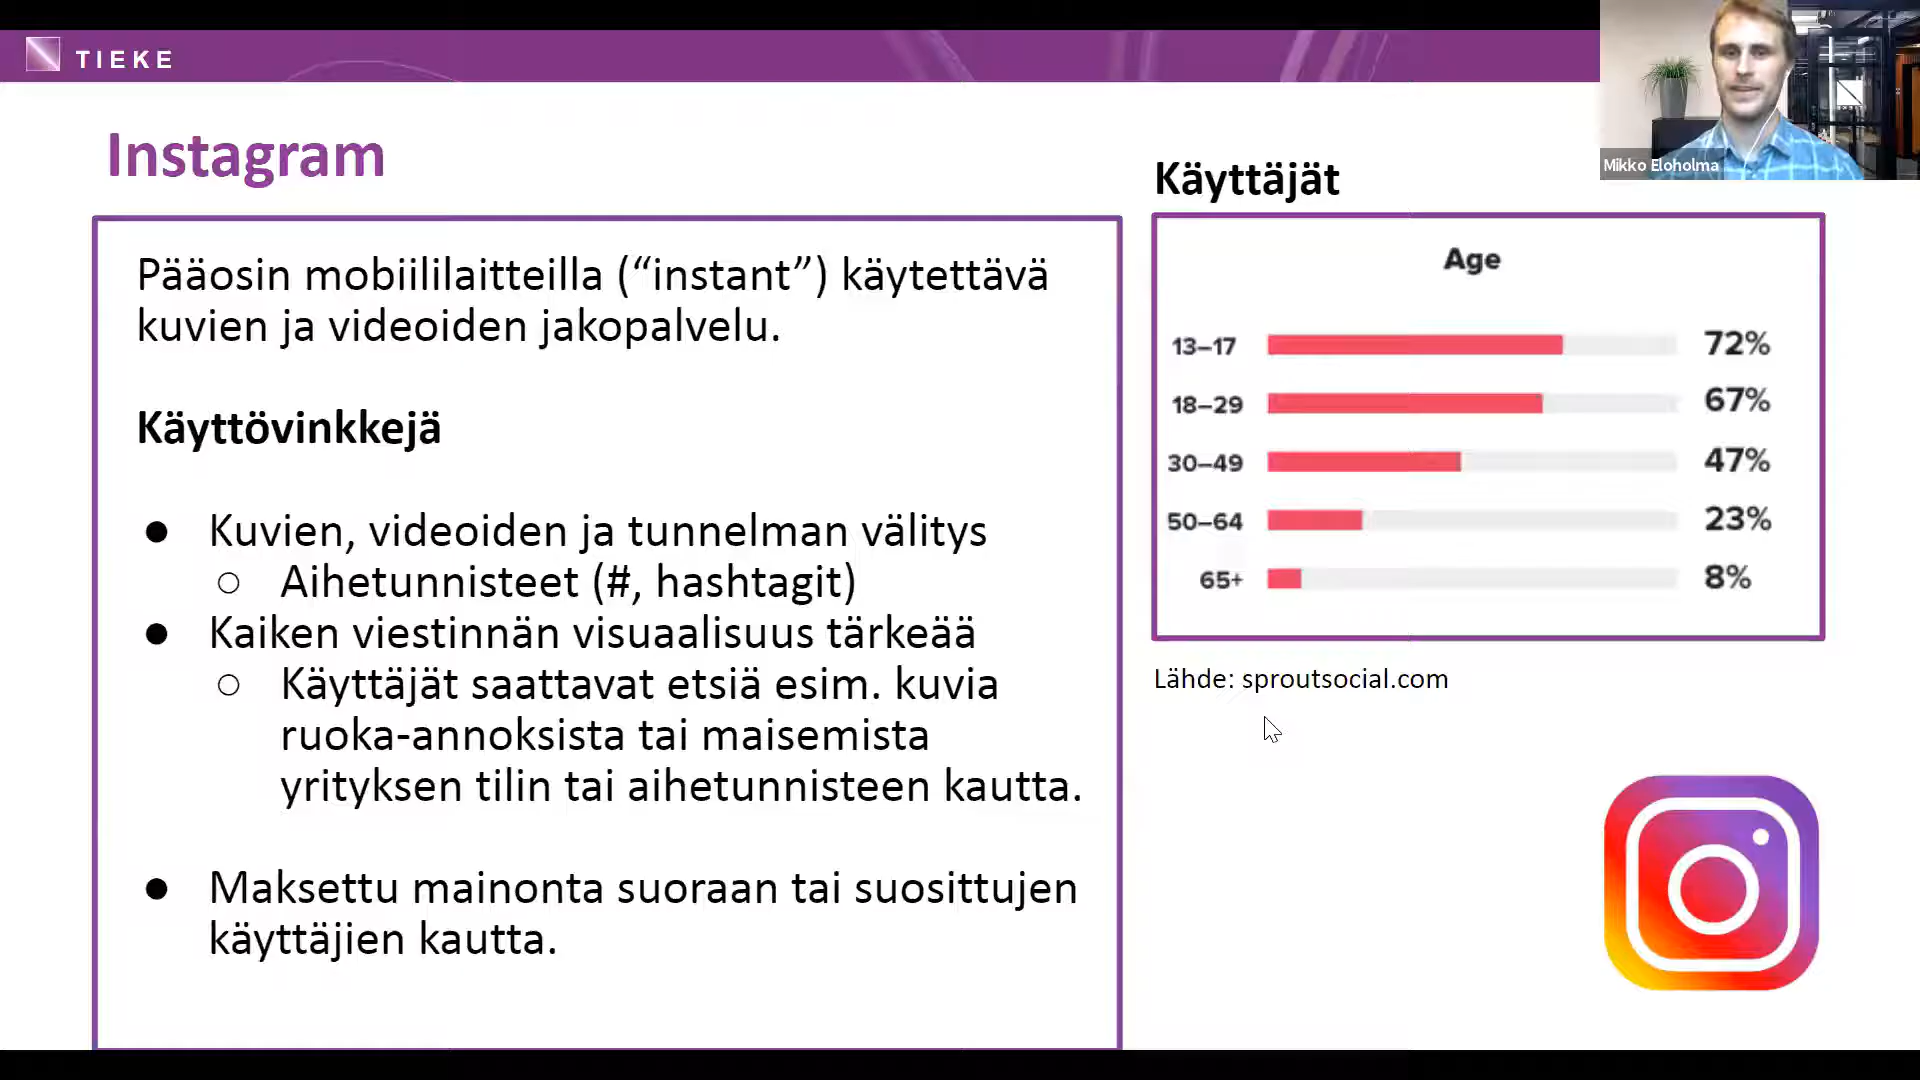 TIEKE
Mikko Eloholma
Instagram
Pääosin mobiililaitteilla (“instant”) käytettävä
kuvien ja videoiden jakopalvelu.
Käyttövinkkejä
● Kuvien, videoiden ja tunnelman välitys
○ Aihetunnisteet (#, hashtagit)
● Kaiken viestinnän visuaalisuus tärkeää
○ Käyttäjät saattavat etsiä esim. kuvia
ruoka-annoksista tai maisemista
yrityksen tilin tai aihetunnisteen kautta.
● Maksettu mainonta suoraan tai suosittujen
käyttäjien kautta.
Käyttäjät
Age
13–17 72%
18–29 67%
30–49 47%
50–64 23%
65+ 8%
Lähde: sproutsocial.com